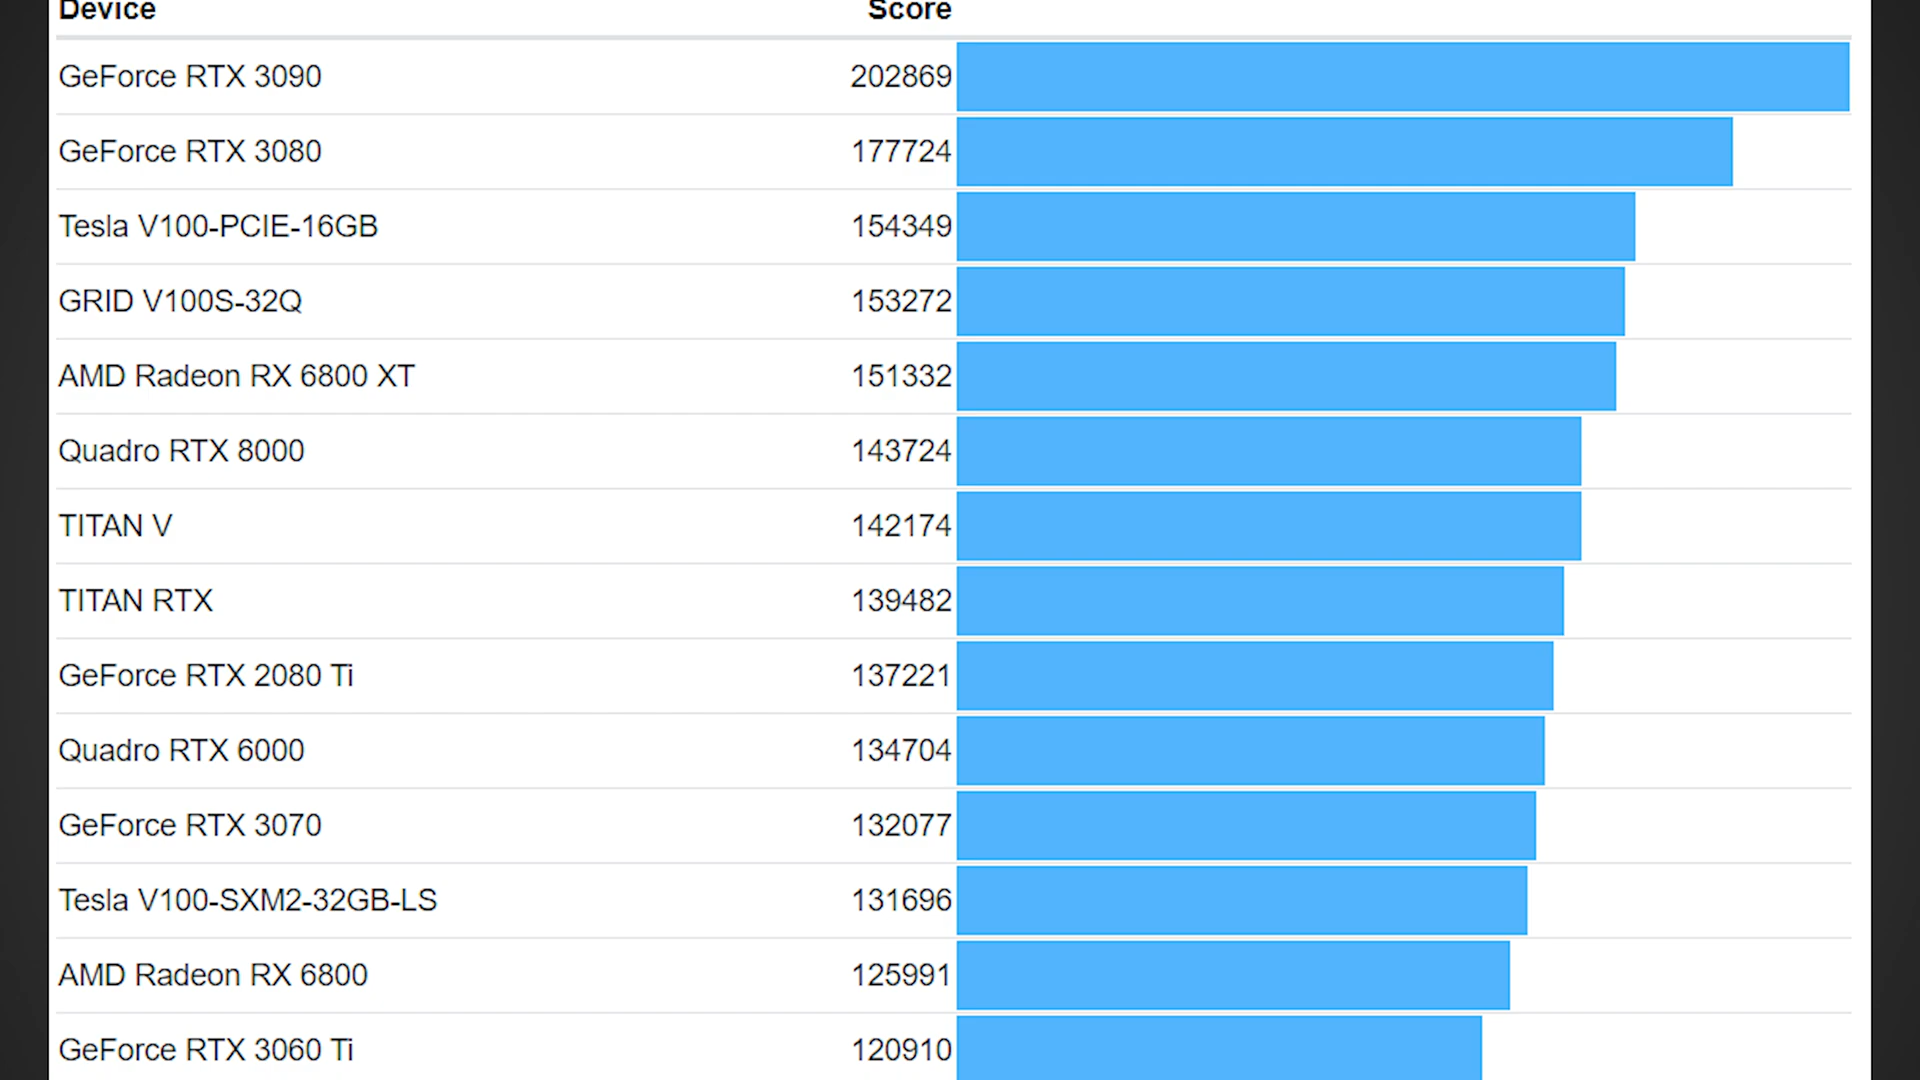 Device Score
GeForce RTX 3090 202869
GeForce RTX 3080 177724
Tesla V100-PCIE-16GB 154349
GRID V100S-32Q 153272
AMD Radeon RX 6800 XT 151332
Quadro RTX 8000 143724
TITAN V 142174
TITAN RTX 139482
GeForce RTX 2080 Ti 137221
Quadro RTX 6000 134704
GeForce RTX 3070 132077
Tesla V100-SXM2-32GB-LS 131696
AMD Radeon RX 6800 125991
GeForce RTX 3060 Ti 120910